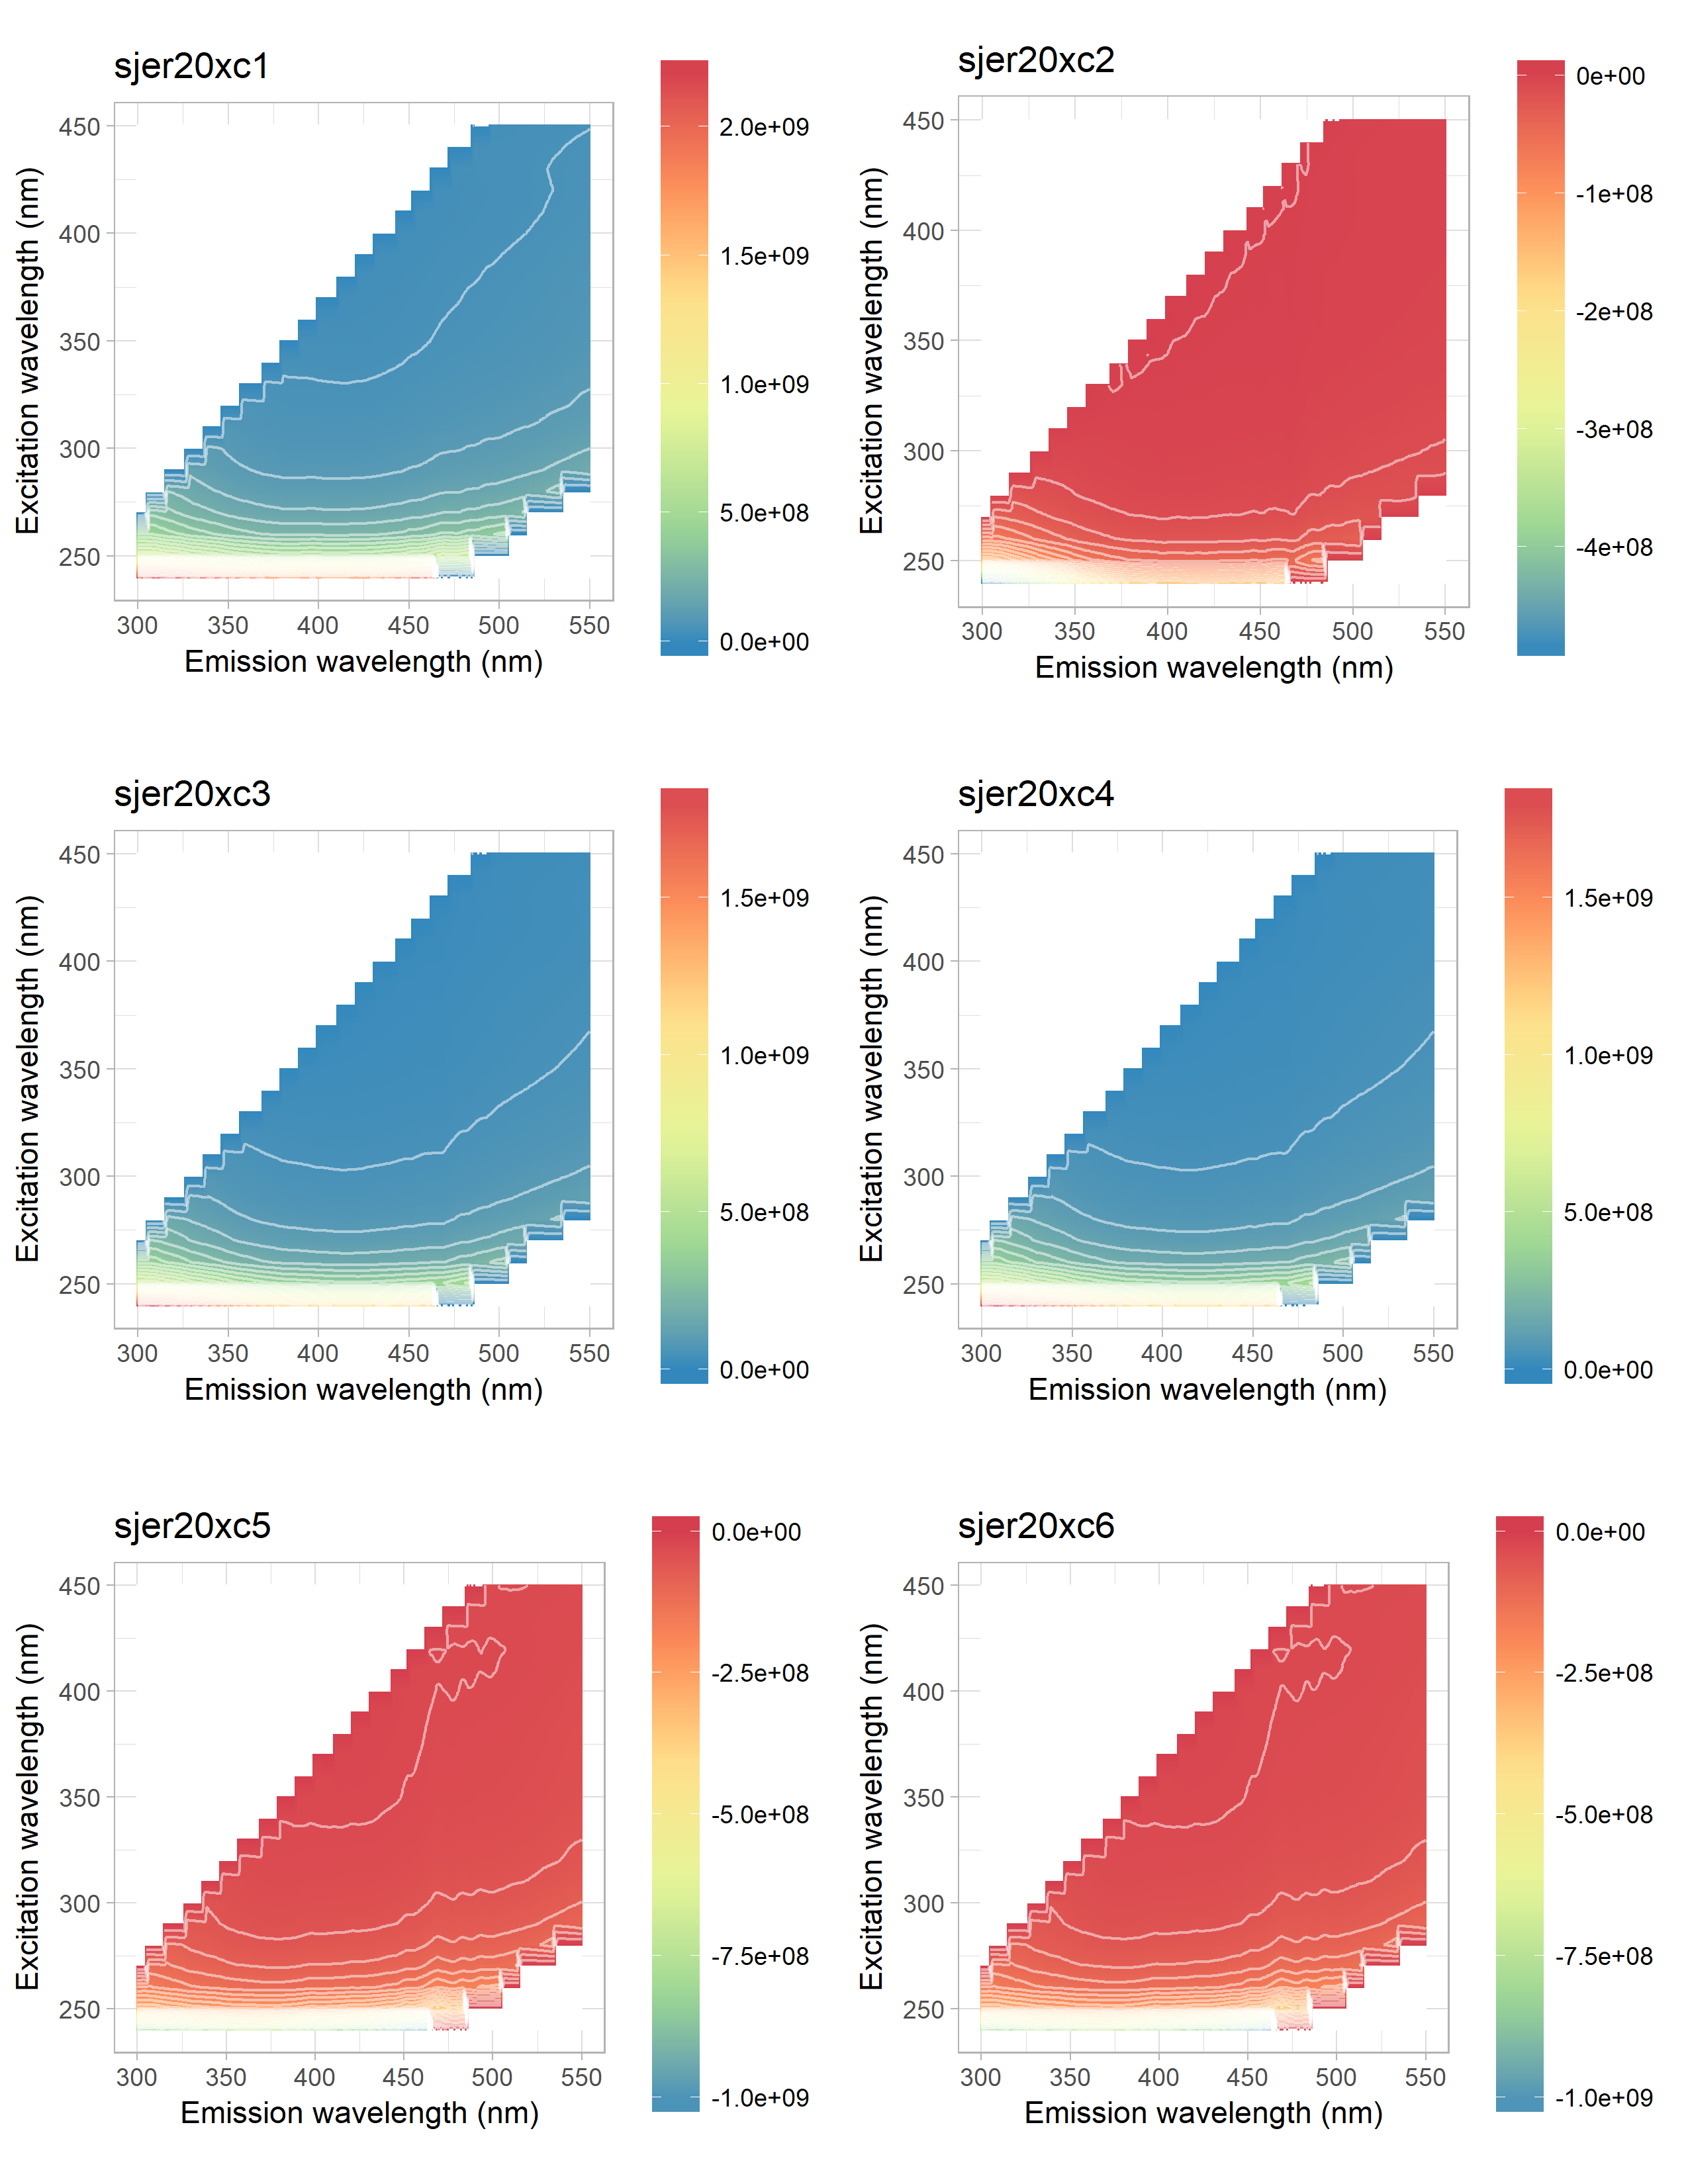 sjer20xc1
Excitation wavelength (nm)
450
400
350
300
250
300 350 400 450 500 550
Emission wavelength (nm)
2.0e+09
1.5e+09
1.0e+09
5.0e+08
0.0e+00
sjer20xc2
Excitation wavelength (nm)
450
400
350
300
250
300 350 400 450 500 550
Emission wavelength (nm)
0e+00
-1e+08
-2e+08
-3e+08
-4e+08
sjer20xc3
Excitation wavelength (nm)
450
400
350
300
250
300 350 400 450 500 550
Emission wavelength (nm)
1.5e+09
1.0e+09
5.0e+08
0.0e+00
sjer20xc4
Excitation wavelength (nm)
450
400
350
300
250
300 350 400 450 500 550
Emission wavelength (nm)
1.5e+09
1.0e+09
5.0e+08
0.0e+00
sjer20xc5
Excitation wavelength (nm)
450
400
350
300
250
300 350 400 450 500 550
Emission wavelength (nm)
0.0e+00
-2.5e+08
-5.0e+08
-7.5e+08
-1.0e+09
sjer20xc6
Excitation wavelength (nm)
450
400
350
300
250
300 350 400 450 500 550
Emission wavelength (nm)
0.0e+00
-2.5e+08
-5.0e+08
-7.5e+08
-1.0e+09